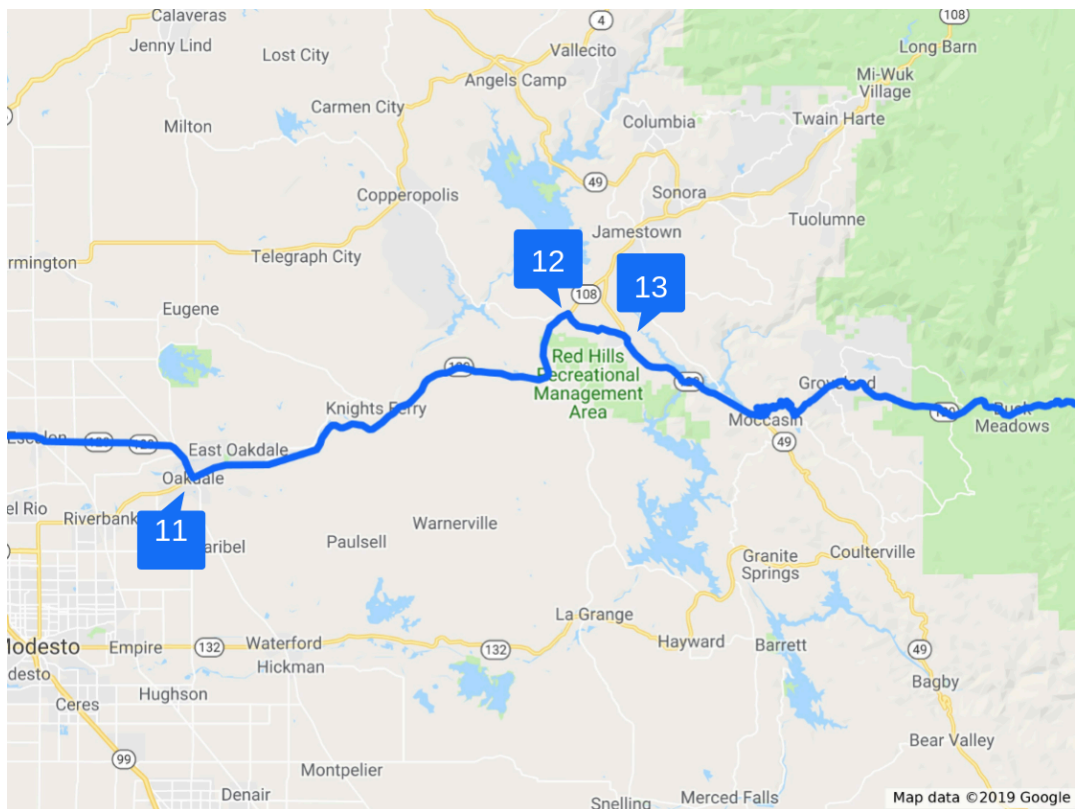 Calaveras
Jenny Lind
Lost City
4
Vallecito
108
Long Barn
Angels Camp
Mi-Wuk
Village
Carmen City
Milton
Columbia
Twain Harte
Copperopolis
49
Sonora
Tuolumne
Jamestown
Telegraph City
rmington
12
13
108
Eugene
Red Hills
Recreational
Management
Area
Groveland
Knights Ferry
Moccasin
Buck
Meadows
49
Escalon
120
East Oakdale
Oakdale
el Rio
Riverbank
11
Warnerville
Paulsell
Granite
Springs
Coulterville
La Grange
Modesto
Empire
132
Waterford
132
Hayward
Barrett
49
Hickman
desto
Hughson
Bagby
Ceres
Bear Valley
99
Montpelier
Denair
Snelling
Merced Falls
Map data ©2019 Google